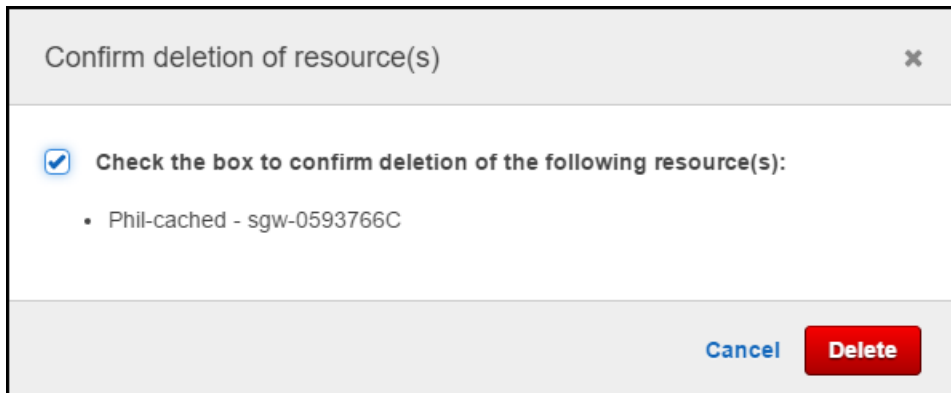 Confirm deletion of resource(s)
Check the box to confirm deletion of the following resource(s):
• Phil-cached - sgw-0593766C
Cancel Delete